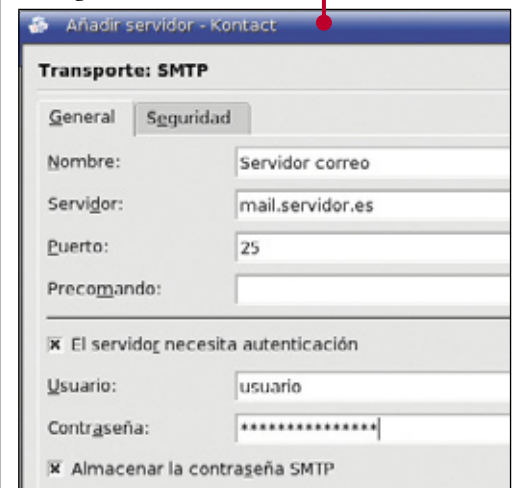 Añadir servidor - Kontact
Transporte: SMTP
General Seguridad
Nombre: Servidor correo
Servidor: mail.servidor.es
Puerto: 25
Precomando:
El servidor necesita autenticación
Usuario: usuario
Contraseña: ***************
Almacenar la contraseña SMTP